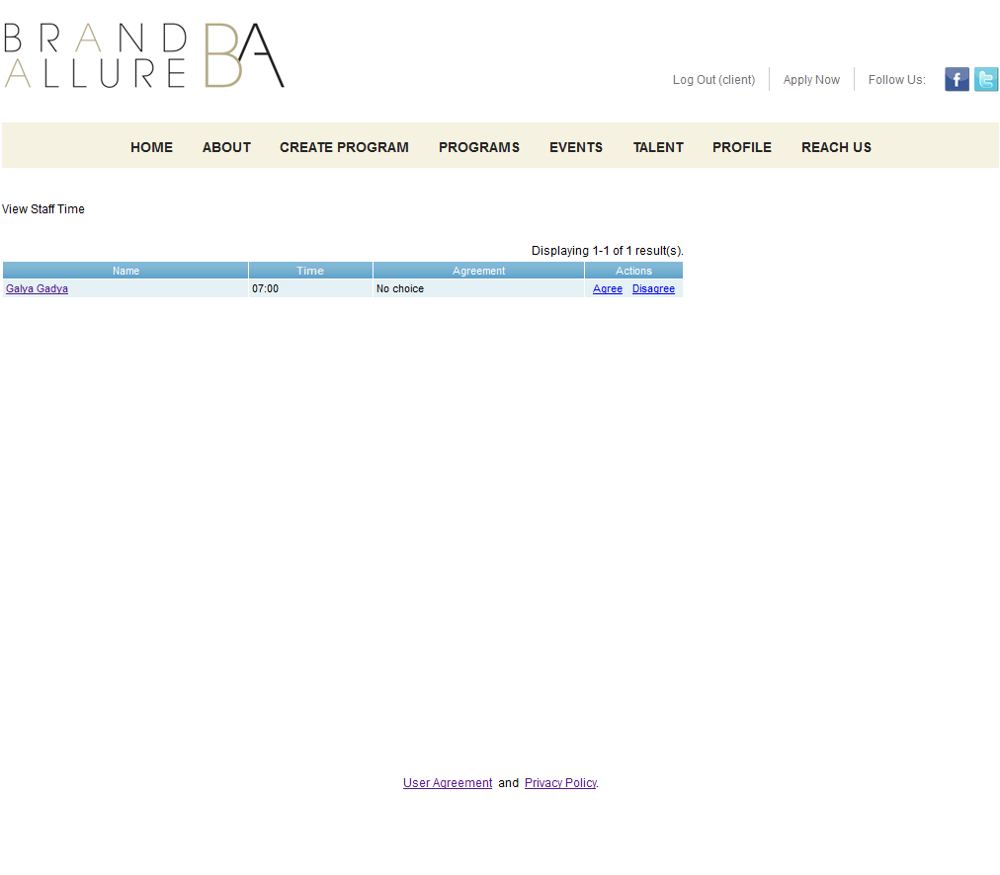 BRAND BA
ALLURE
Log Out (client) Apply Now Follow Us: f t
HOME ABOUT CREATE PROGRAM PROGRAMS EVENTS TALENT PROFILE REACH US
View Staff Time
Displaying 1-1 of 1 result(s).
Name Time Agreement Actions
Galya Gadya 07:00 No choice Agree Disagree
User Agreement and Privacy Policy.